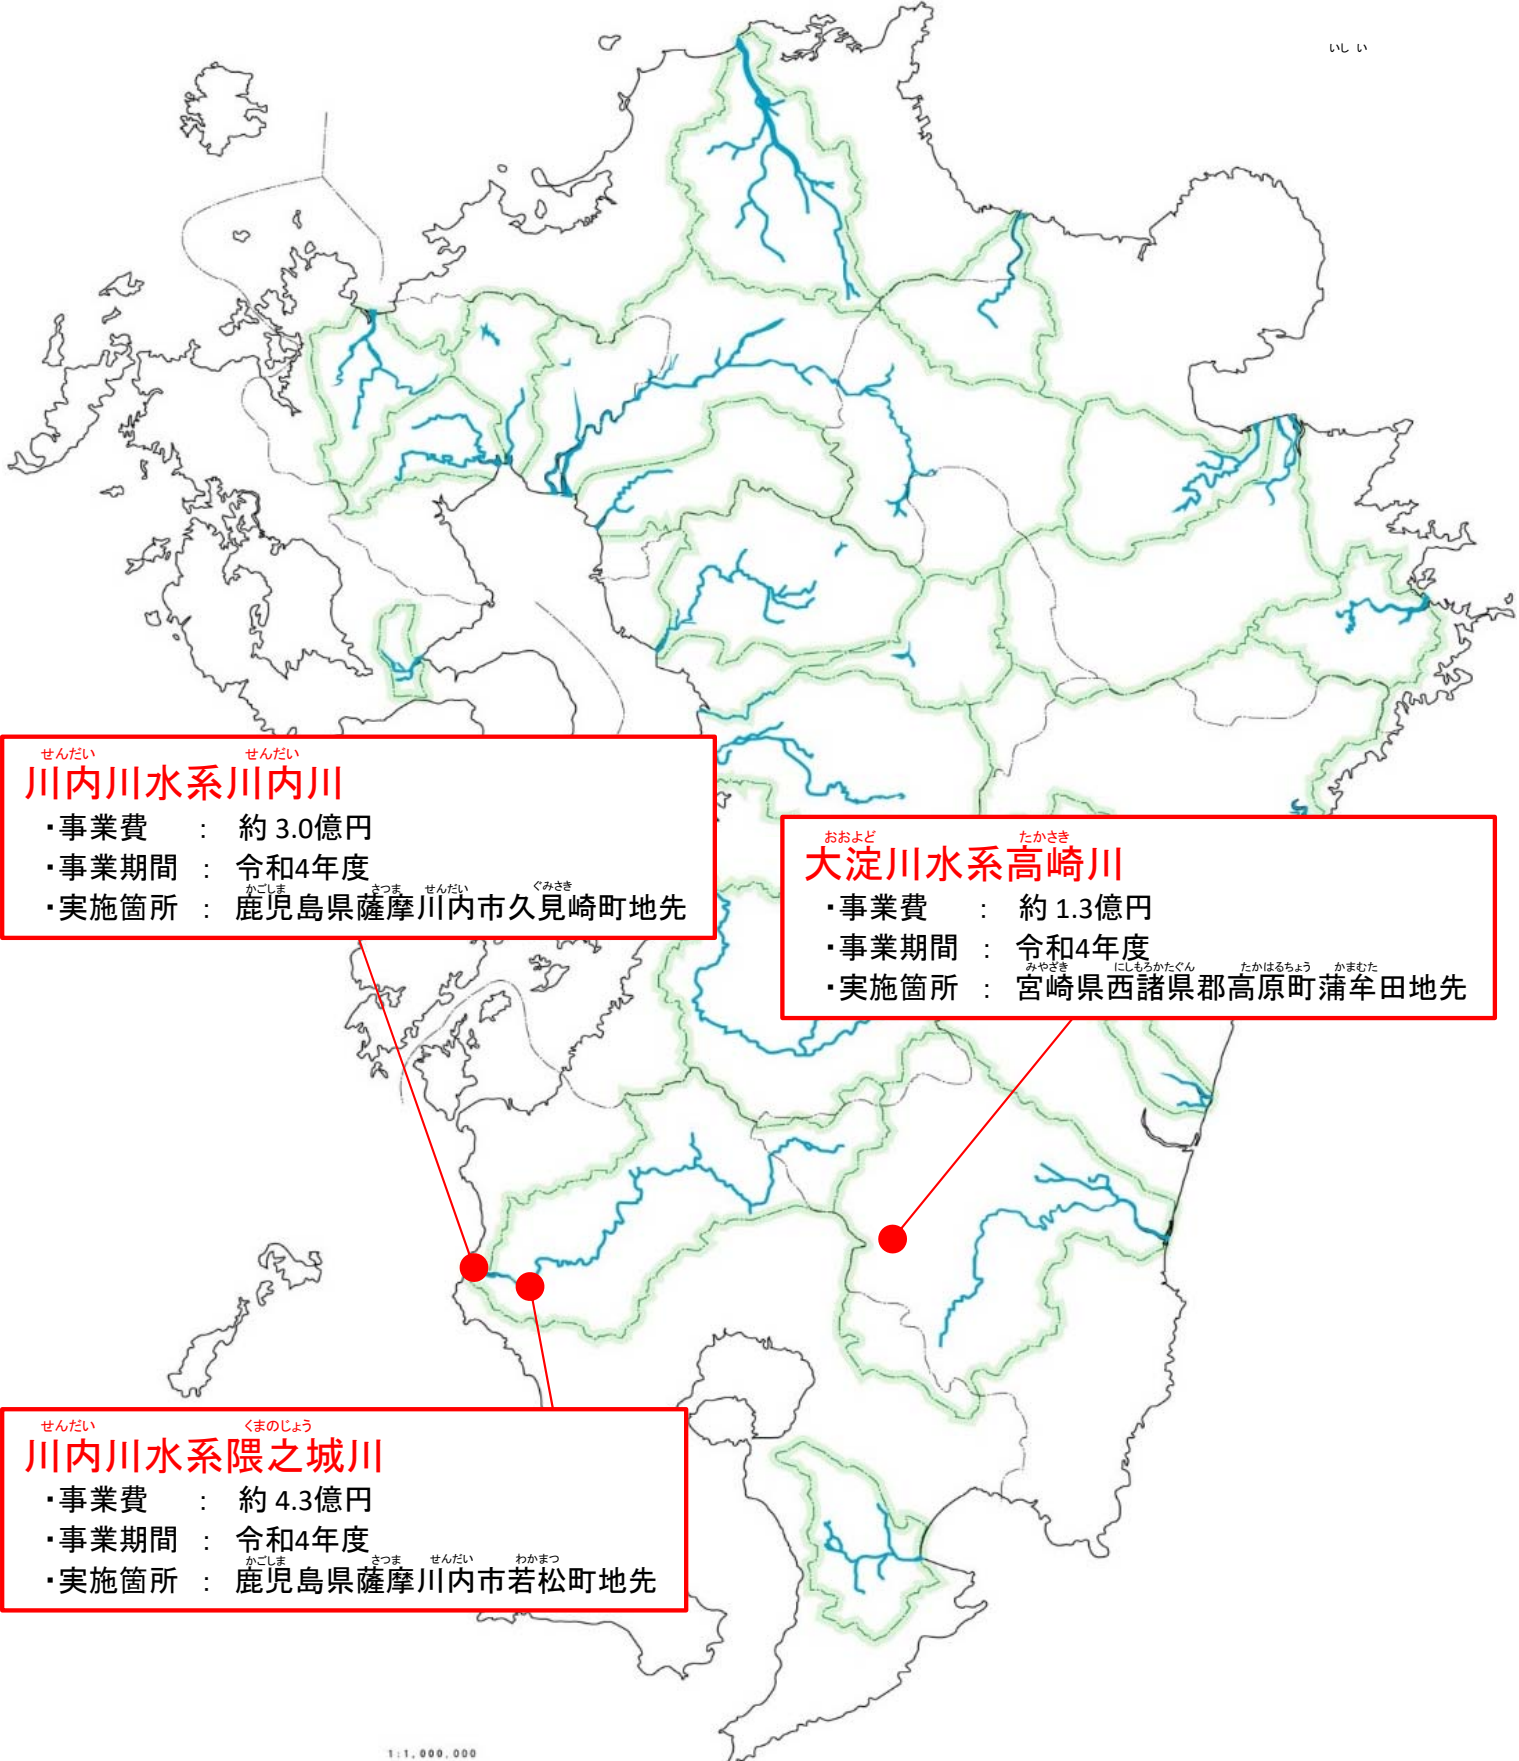 いし い
せんだい せんだい
川内川水系川内川
・事業費 ： 約 3.0億円
・事業期間 ： 令和4年度
かごしま さつま せんだい ぐみさき
・実施箇所 ： 鹿児島県薩摩川内市久見崎町地先
おおよど たかさき
大淀川水系高崎川
・事業費 ： 約 1.3億円
・事業期間 ： 令和4年度
みやざき にしもろかたぐん たかはるちょう かまむた
・実施箇所 ： 宮崎県西諸県郡高原町蒲牟田地先
せんだい くまのじょう
川内川水系隈之城川
・事業費 ： 約 4.3億円
・事業期間 ： 令和4年度
かごしま さつま せんだい わかまつ
・実施箇所 ： 鹿児島県薩摩川内市若松町地先
1:1,000,000